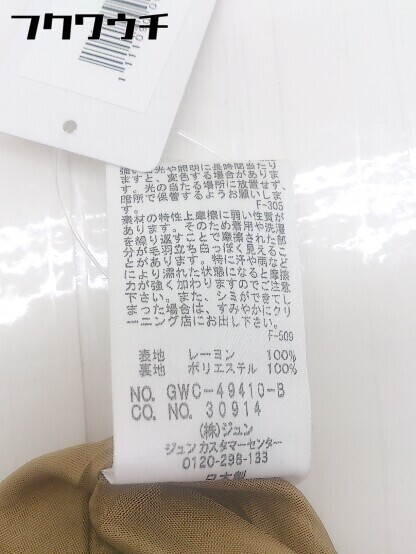 フクワウチ
強い日光や照明に長時間当たり
ますと、変色する場合がありま
す。光の当たる場所に放置せず、
暗所で保管するようお願いしま
す。
F-305
素材の特性上摩擦に弱い性質が
あります。そのため着用や洗濯
を繰り返すことで摩擦された部
分が毛羽立ち白っぽく見えるこ
とがあります。特に汗や雨など
により濡れた状態になると摩擦
力が強く加わりますのでご注意
下さい。また、シミができてし
まった場合は、すみやかにクリ
ーニング店にお出し下さい。
F-509
表地 レーヨン 100%
裏地 ポリエステル 100%
NO. GWC-49410-B
CO. NO. 30914
(株)ジュン
ジュン カスタマーセンター
0120-298-133
日本製